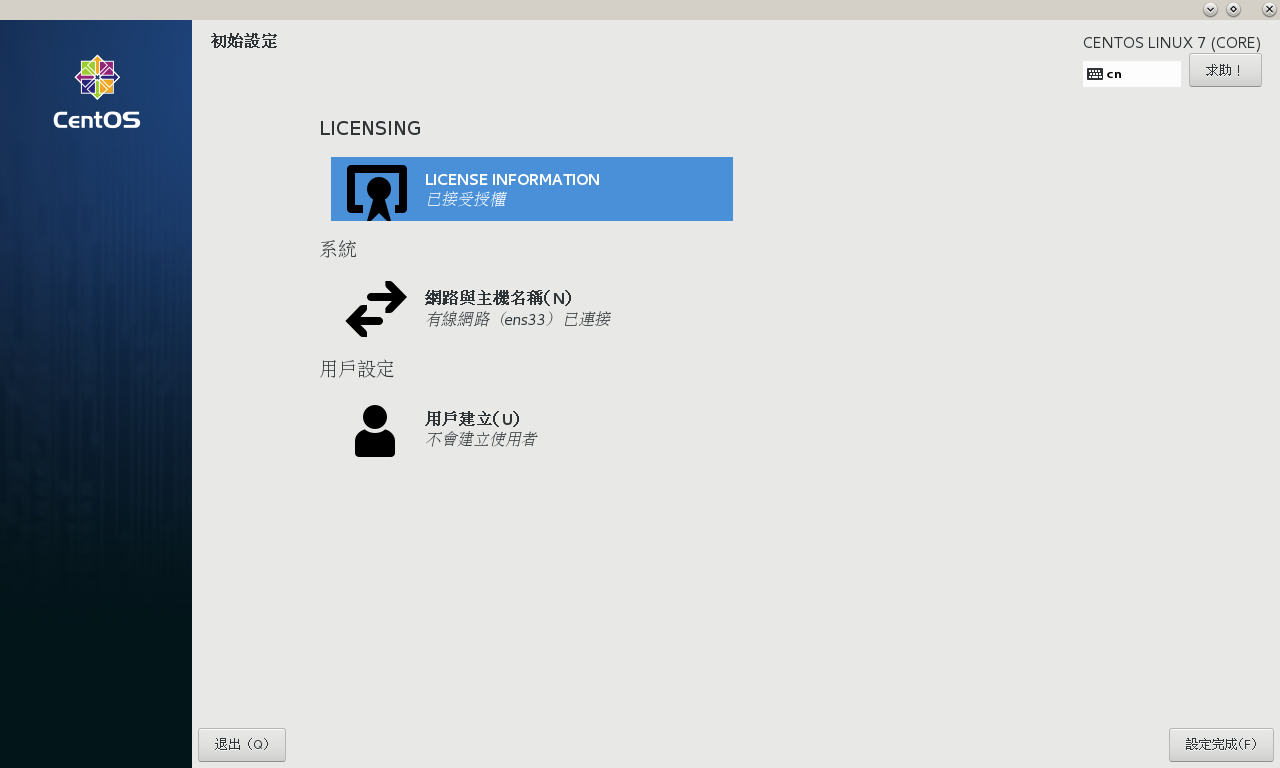 初始設定
CENTOS LINUX 7 (CORE)
cn
求助！
CentOS
LICENSING
LICENSE INFORMATION
已接受授權
系統
網路與主機名稱(N)
有線網路（ens33）已連接
用戶設定
用戶建立(U)
不會建立使用者
退出（Q）
設定完成(F)